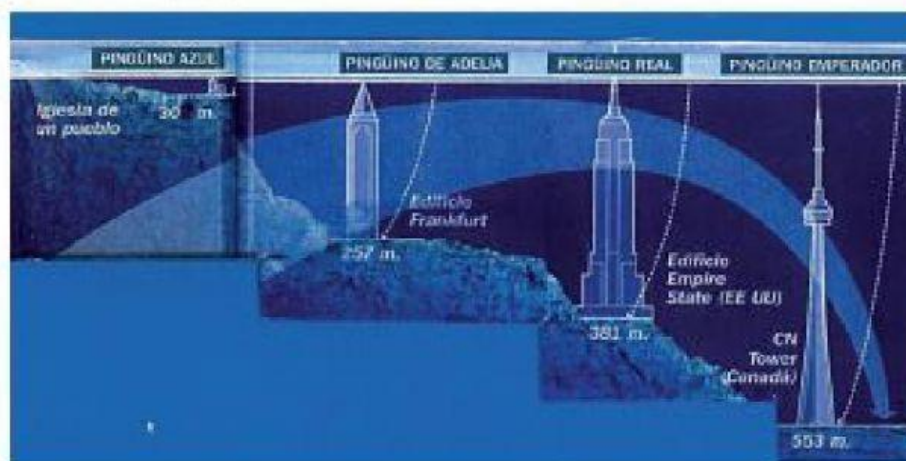 PINGÜINO AZUL
PINGÜINO DE ADELIA
PINGÜINO REAL
PINGÜINO EMPERADOR
Iglesia de
un pueblo
30 m.
Edificio
Frankfurt
257 m.
Edificio
Empire
State (EE UU)
381 m.
CN
Tower
(Canadá)
553 m.